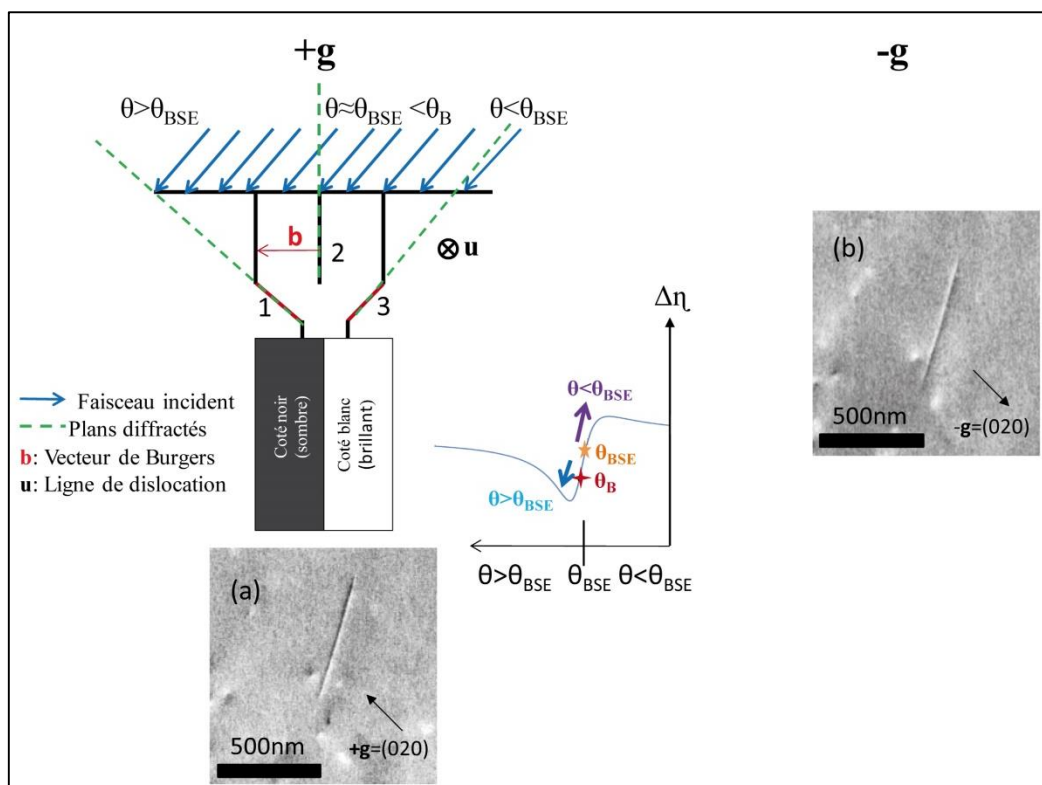 +g
-g
θ>θBSE
θ≈θBSE <θB
θ<θBSE
b
2
⊗ u
1
3
Faisceau incident
Plans diffractés
b: Vecteur de Burgers
u: Ligne de dislocation
Coté noir
(sombre)
Coté blanc
(brillant)
Δη
θ<θBSE
θBSE
θB
θ>θBSE
θ>θBSE θBSE θ<θBSE
(a)
+g=(020)
500nm
(b)
500nm
-g=(020)